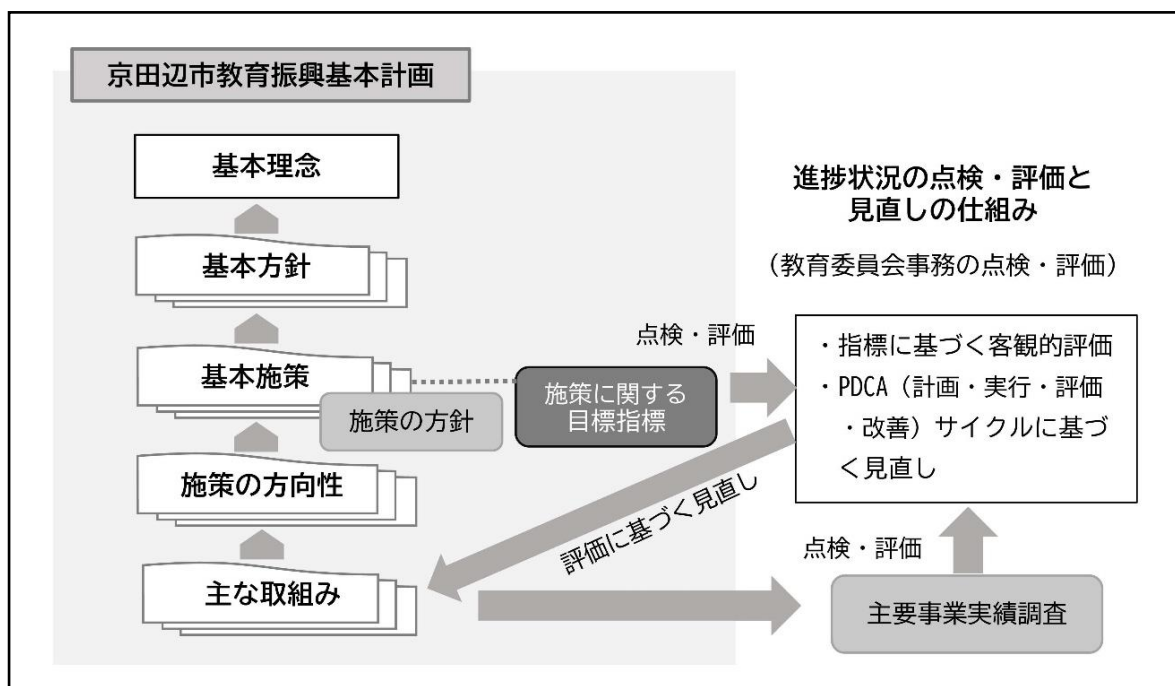 京田辺市教育振興基本計画
基本理念
基本方針
基本施策
施策の方針
施策に関する
目標指標
施策の方向性
主な取組み
進捗状況の点検・評価と
見直しの仕組み
（教育委員会事務の点検・評価）
点検・評価
・指標に基づく客観的評価
・PDCA（計画・実行・評価
・改善）サイクルに基づ
く見直し
評価に基づく見直し
点検・評価
主要事業実績調査